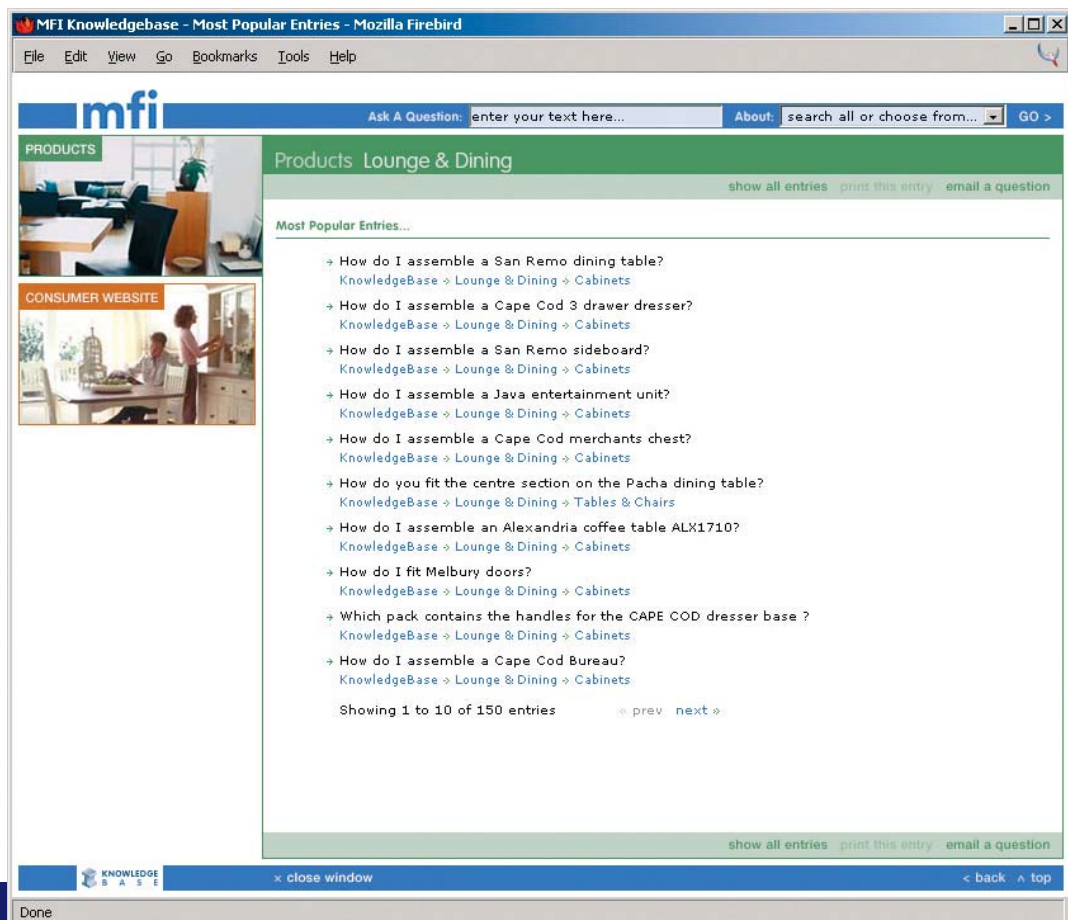 MFI Knowledgebase - Most Popular Entries - Mozilla Firebird
File Edit View Go Bookmarks Tools Help
mfi
Ask A Question: enter your text here... About: search all or choose from... GO >
PRODUCTS
CONSUMER WEBSITE
Products Lounge & Dining
show all entries print this entry email a question
Most Popular Entries...
How do I assemble a San Remo dining table?
KnowledgeBase » Lounge & Dining » Cabinets
How do I assemble a Cape Cod 3 drawer dresser?
KnowledgeBase » Lounge & Dining » Cabinets
How do I assemble a San Remo sideboard?
KnowledgeBase » Lounge & Dining » Cabinets
How do I assemble a Java entertainment unit?
KnowledgeBase » Lounge & Dining » Cabinets
How do I assemble a Cape Cod merchants chest?
KnowledgeBase » Lounge & Dining » Cabinets
How do you fit the centre section on the Pacha dining table?
KnowledgeBase » Lounge & Dining » Tables & Chairs
How do I assemble an Alexandria coffee table ALX1710?
KnowledgeBase » Lounge & Dining » Cabinets
How do I fit Melbury doors?
KnowledgeBase » Lounge & Dining » Cabinets
Which pack contains the handles for the CAPE COD dresser base ?
KnowledgeBase » Lounge & Dining » Cabinets
How do I assemble a Cape Cod Bureau?
KnowledgeBase » Lounge & Dining » Cabinets
Showing 1 to 10 of 150 entries « prev next »
show all entries print this entry email a question
KNOWLEDGE
BASE
× close window < back ^ top
Done